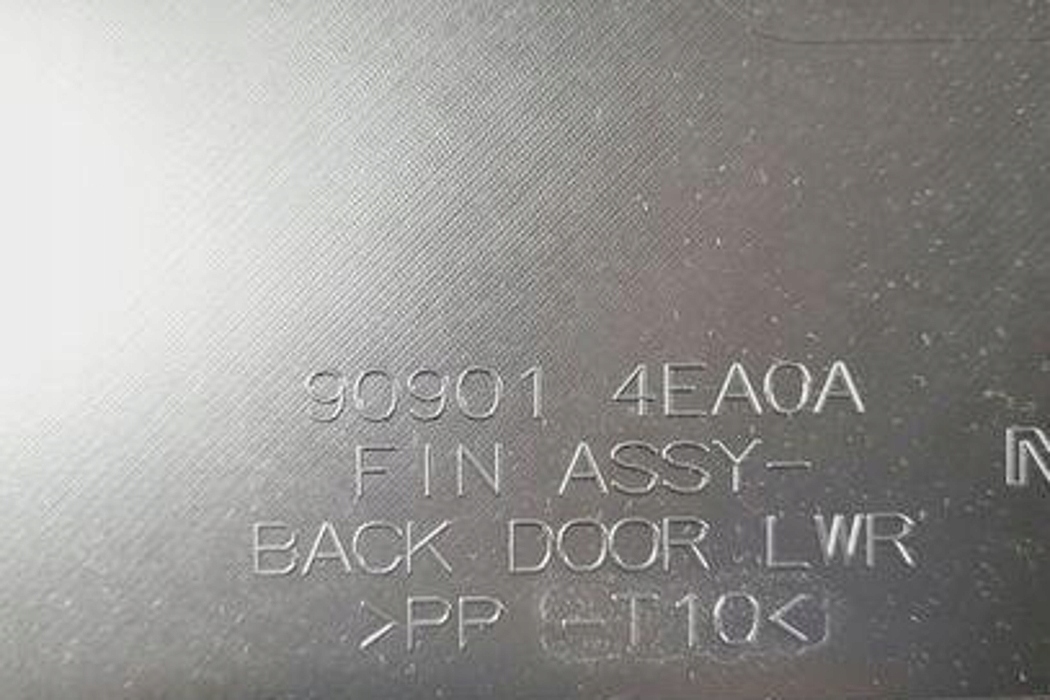 90901 4EA0A
FIN ASSY-
BACK DOOR LWR
>PP -T10<
N